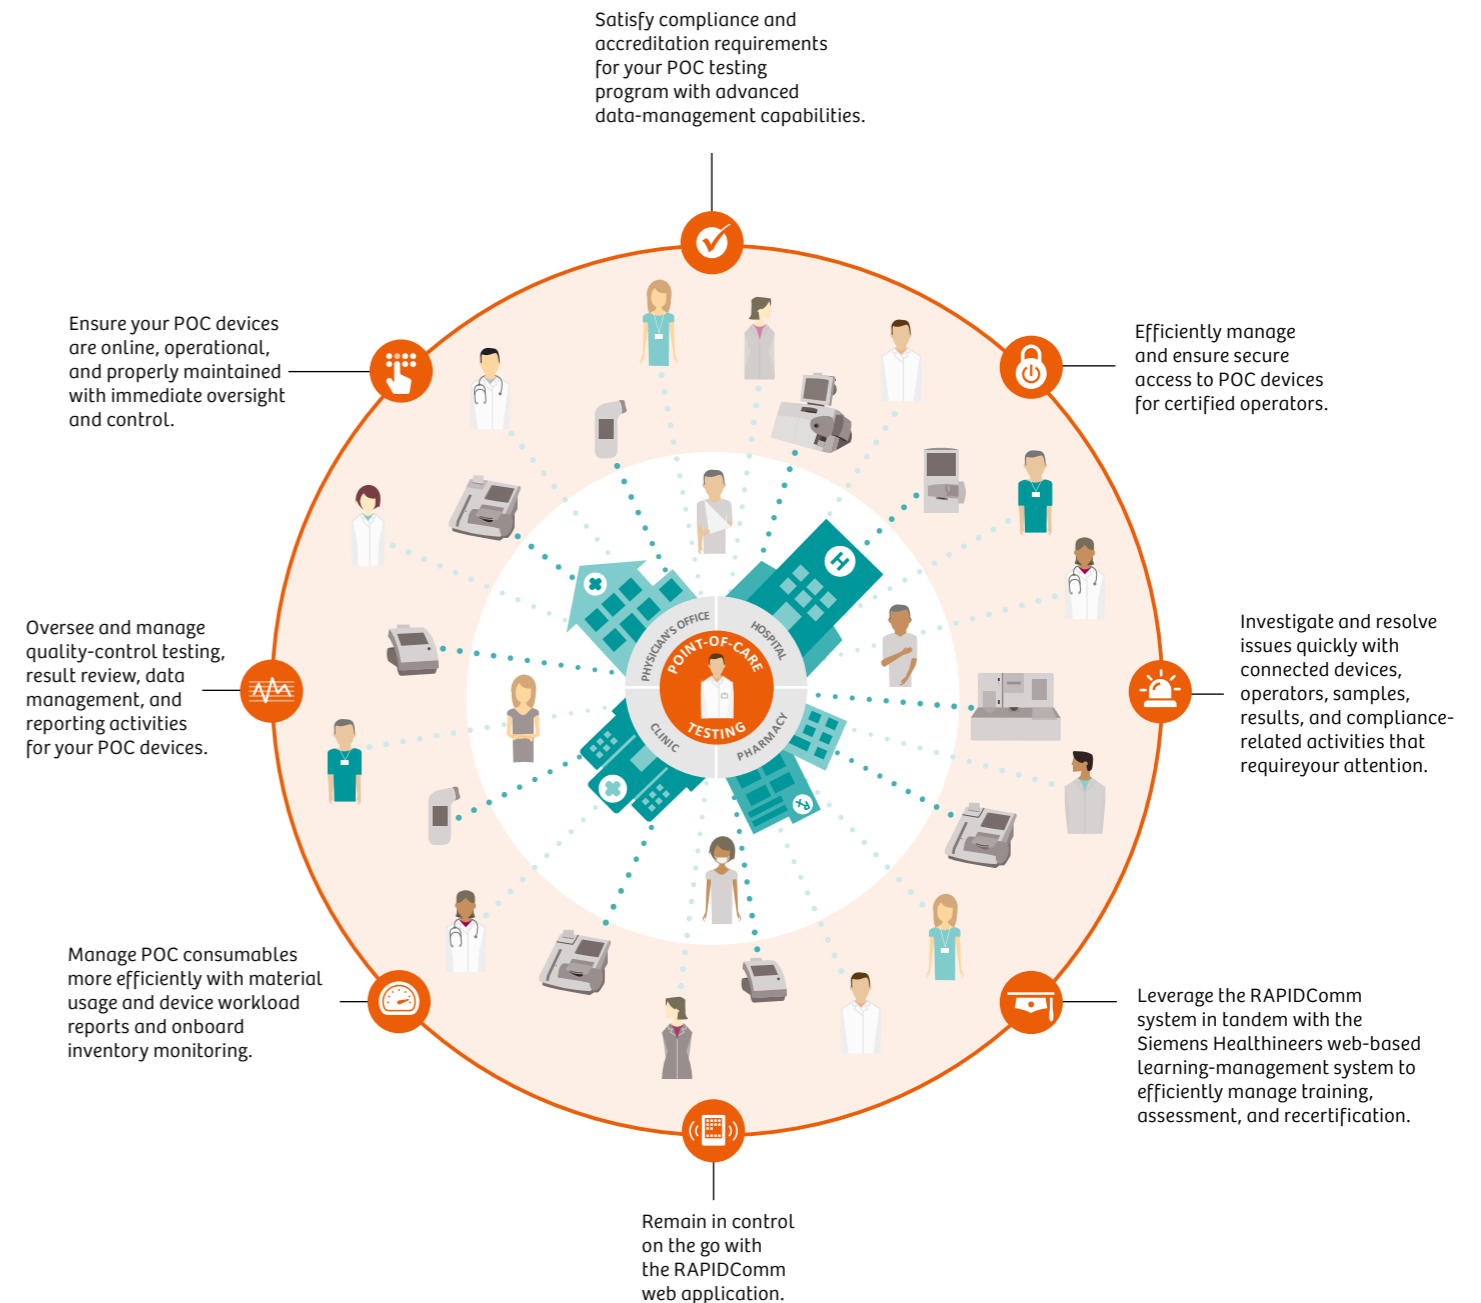 Satisfy compliance and
accreditation requirements
for your POC testing
program with advanced
data-management capabilities.
Ensure your POC devices
are online, operational,
and properly maintained
with immediate oversight
and control.
Efficiently manage
and ensure secure
access to POC devices
for certified operators.
Oversee and manage
quality-control testing,
result review, data
management, and
reporting activities
for your POC devices.
Investigate and resolve
issues quickly with
connected devices,
operators, samples,
results, and compliance-
related activities that
requireyour attention.
H
PHYSICIAN'S OFFICE
HOSPITAL
POINT-OF-CARE
TESTING
CLINIC
PHARMACY
Rx
Manage POC consumables
more efficiently with material
usage and device workload
reports and onboard
inventory monitoring.
Leverage the RAPIDComm
system in tandem with the
Siemens Healthineers web-based
learning-management system to
efficiently manage training,
assessment, and recertification.
Remain in control
on the go with
the RAPIDComm
web application.